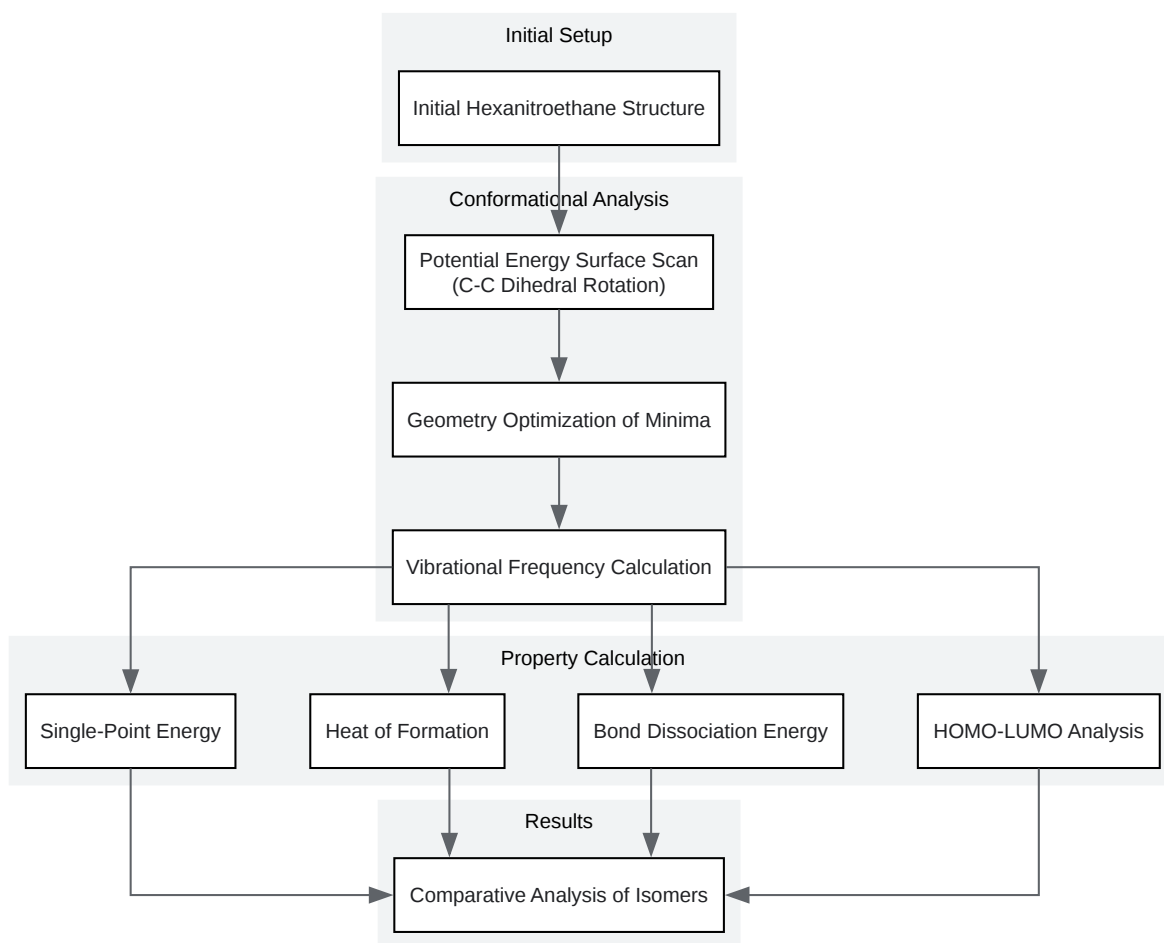 Initial Setup
Initial Hexanitroethane Structure
Conformational Analysis
Potential Energy Surface Scan
(C-C Dihedral Rotation)
Geometry Optimization of Minima
Vibrational Frequency Calculation
Property Calculation
Single-Point Energy
Heat of Formation
Bond Dissociation Energy
HOMO-LUMO Analysis
Results
Comparative Analysis of Isomers